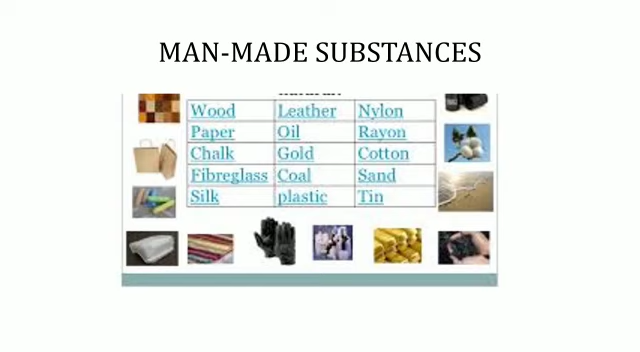 MAN-MADE SUBSTANCES
Wood Leather Nylon
Paper Oil Rayon
Chalk Gold Cotton
Fibreglass Coal Sand
Silk plastic Tin